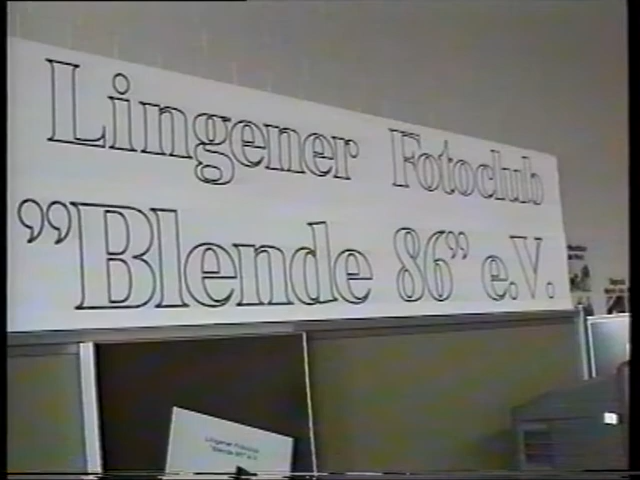 Lingener Fotoclub
”Blende 86” e.V.
Lingener Fotoclub
"Blende 86" e.V.